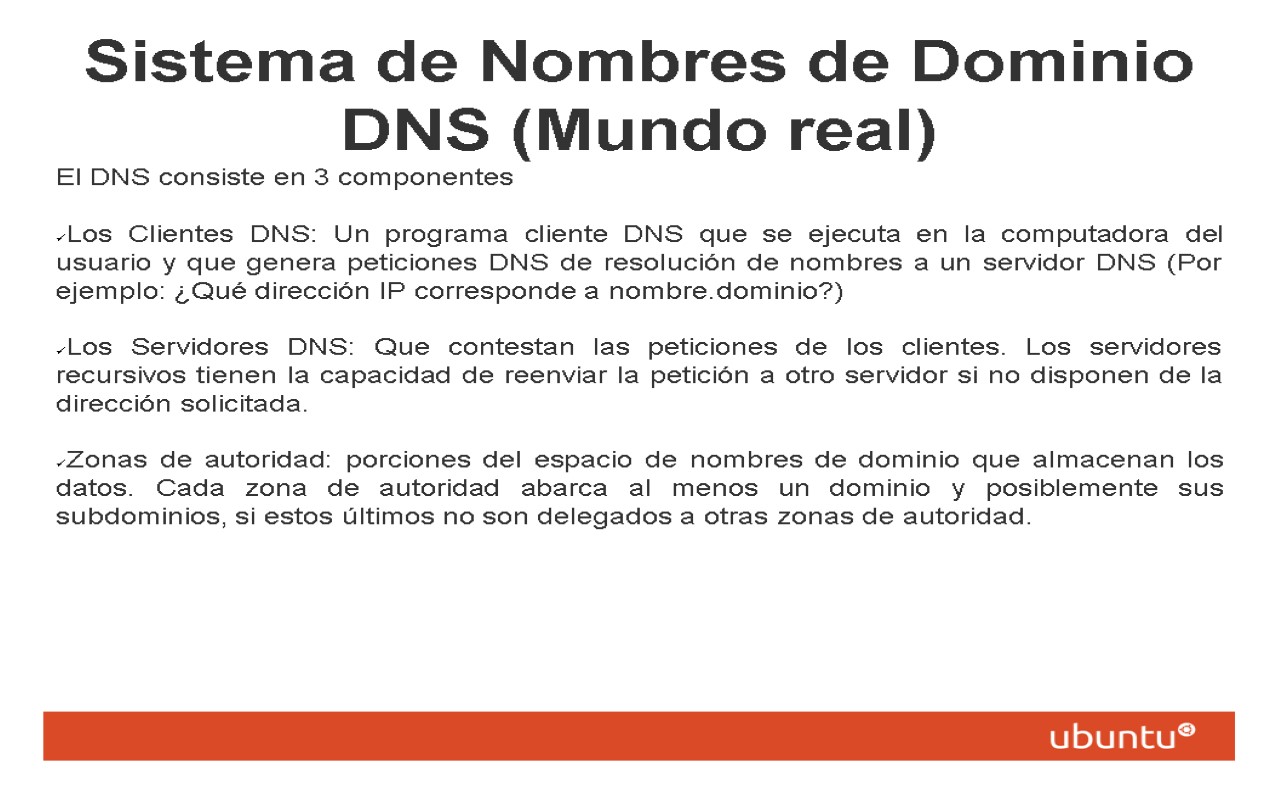 Sistema de Nombres de Dominio
DNS (Mundo real)
El DNS consiste en 3 componentes
✓Los Clientes DNS: Un programa cliente DNS que se ejecuta en la computadora del
usuario y que genera peticiones DNS de resolución de nombres a un servidor DNS (Por
ejemplo: ¿Qué dirección IP corresponde a nombre.dominio?)
✓Los Servidores DNS: Que contestan las peticiones de los clientes. Los servidores
recursivos tienen la capacidad de reenviar la petición a otro servidor si no disponen de la
dirección solicitada.
✓Zonas de autoridad: porciones del espacio de nombres de dominio que almacenan los
datos. Cada zona de autoridad abarca al menos un dominio y posiblemente sus
subdominios, si estos últimos no son delegados a otras zonas de autoridad.
ubuntu